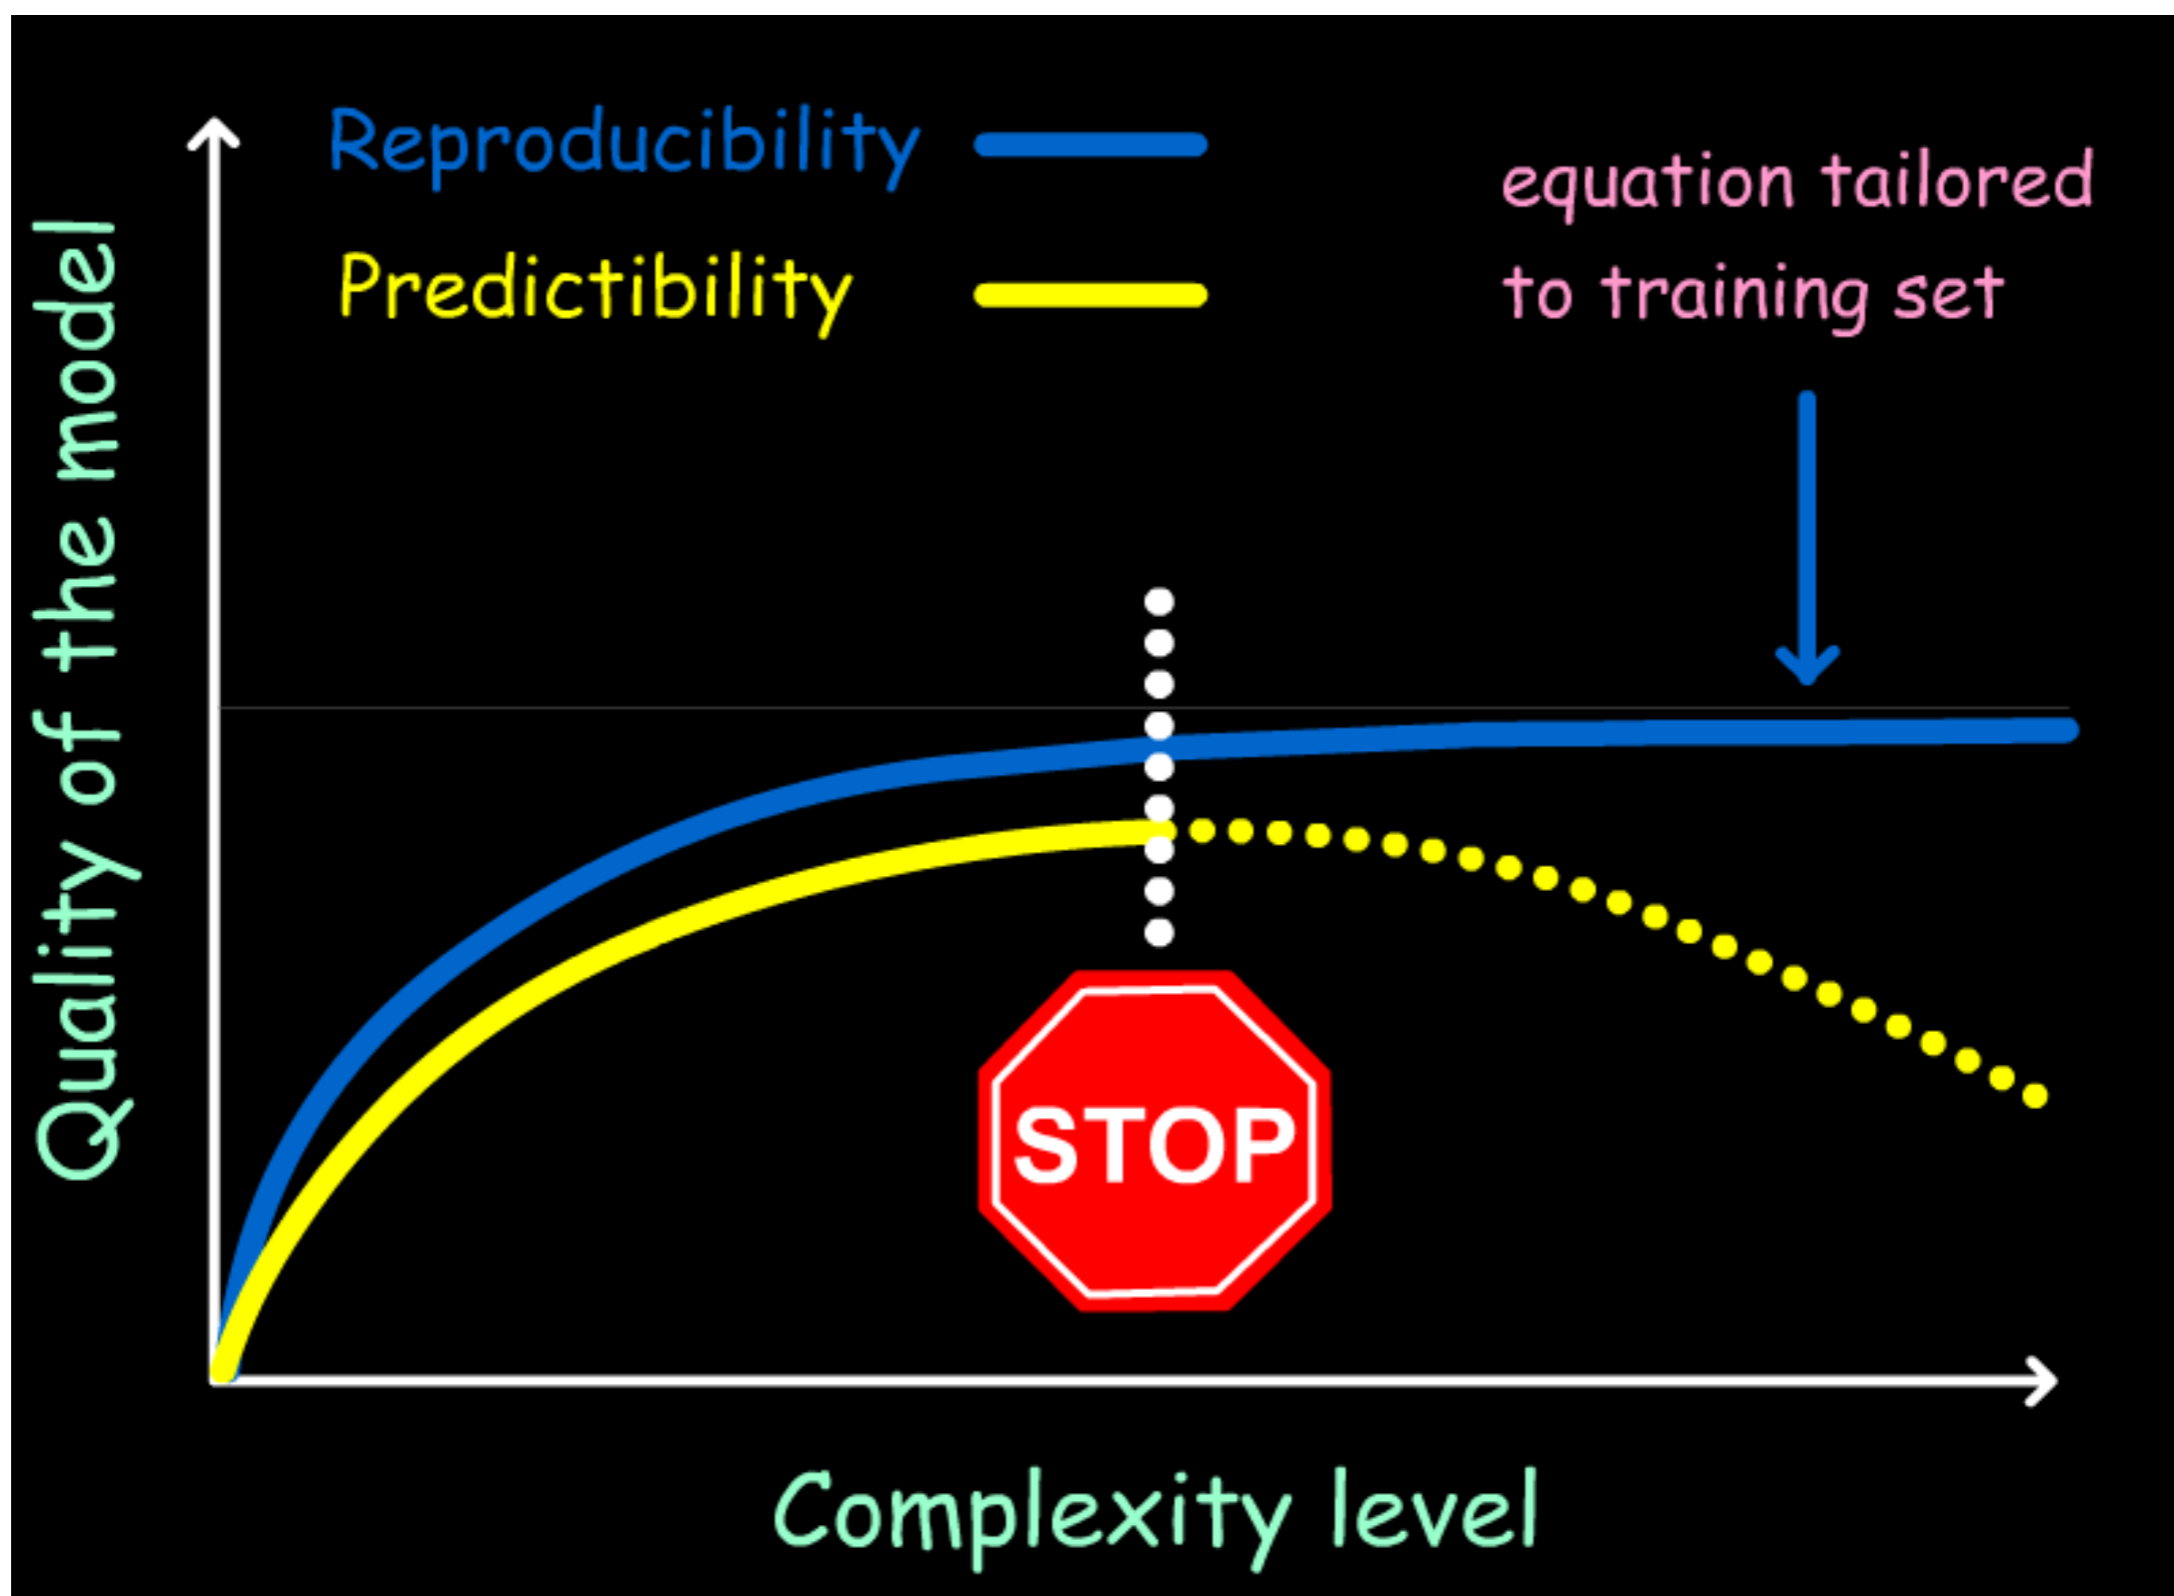 Reproducibility
Predictibility
equation tailored
to training set
Quality of the model
STOP
Complexity level